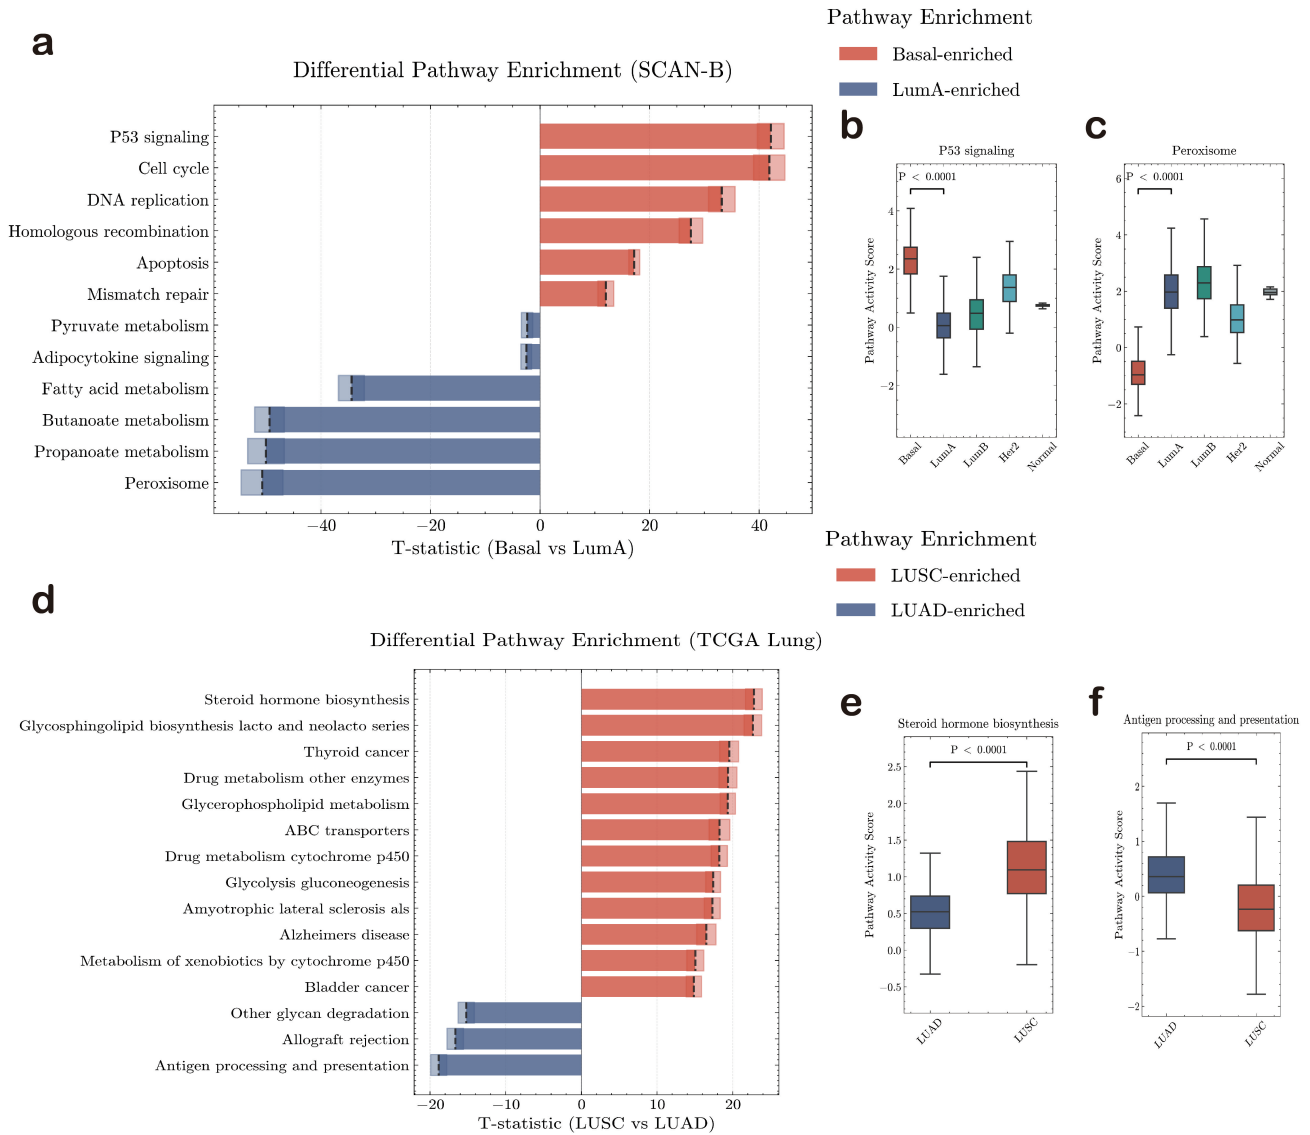 a
Differential Pathway Enrichment (SCAN-B)
P53 signaling
Cell cycle
DNA replication
Homologous recombination
Apoptosis
Mismatch repair
Pyruvate metabolism
Adipocytokine signaling
Fatty acid metabolism
Butanoate metabolism
Propanoate metabolism
Peroxisome
−40 −20 0 20 40
T-statistic (Basal vs LumA)
Pathway Enrichment
Basal-enriched
LumA-enriched
b
P53 signaling
P < 0.0001
Pathway Activity Score
4
2
0
−2
Basal LumA LumB Her2 Normal
c
Peroxisome
P < 0.0001
Pathway Activity Score
6
4
2
0
−2
Basal LumA LumB Her2 Normal
d
Differential Pathway Enrichment (TCGA Lung)
Steroid hormone biosynthesis
Glycosphingolipid biosynthesis lacto and neolacto series
Thyroid cancer
Drug metabolism other enzymes
Glycerophospholipid metabolism
ABC transporters
Drug metabolism cytochrome p450
Glycolysis gluconeogenesis
Amyotrophic lateral sclerosis als
Alzheimers disease
Metabolism of xenobiotics by cytochrome p450
Bladder cancer
Other glycan degradation
Allograft rejection
Antigen processing and presentation
−20 −10 0 10 20
T-statistic (LUSC vs LUAD)
Pathway Enrichment
LUSC-enriched
LUAD-enriched
e
Steroid hormone biosynthesis
P < 0.0001
Pathway Activity Score
2.5
2.0
1.5
1.0
0.5
0.0
−0.5
LUAD LUSC
f
Antigen processing and presentation
P < 0.0001
Pathway Activity Score
2
1
0
−1
−2
LUAD LUSC